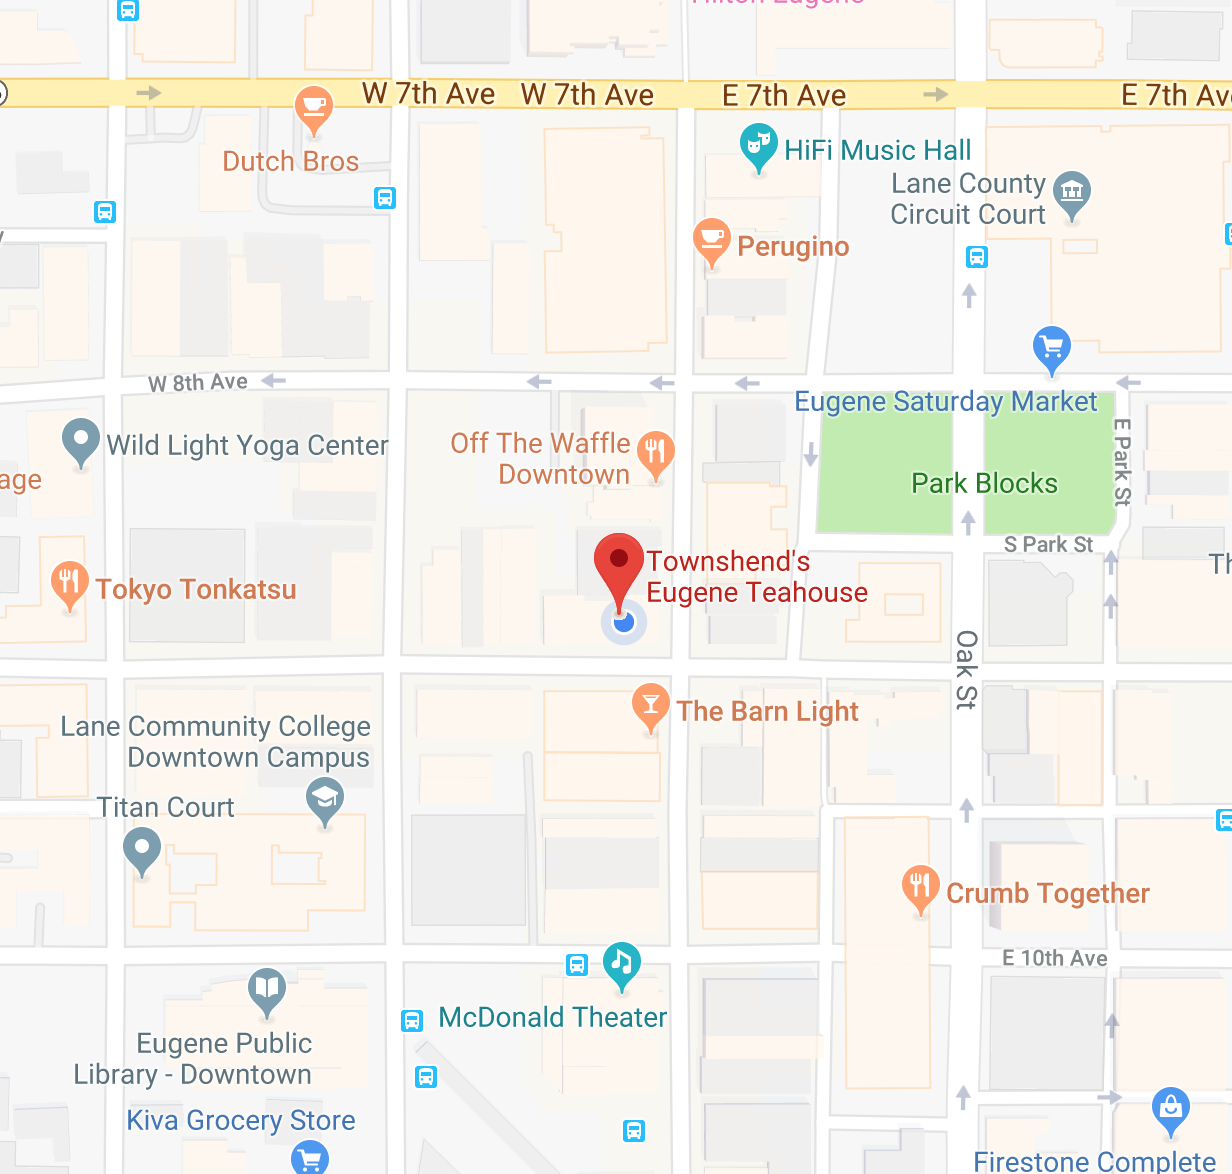 Hilton Eugene
W 7th Ave
W 7th Ave
E 7th Ave
E 7th Ave
Dutch Bros
HiFi Music Hall
Lane County
Circuit Court
Perugino
W 8th Ave
Eugene Saturday Market
Wild Light Yoga Center
Off The Waffle
Downtown
E Park St
age
Park Blocks
S Park St
Townshend's
Eugene Teahouse
Th
Tokyo Tonkatsu
Oak St
The Barn Light
Lane Community College
Downtown Campus
Titan Court
Crumb Together
E 10th Ave
McDonald Theater
Eugene Public
Library - Downtown
Kiva Grocery Store
Firestone Complete